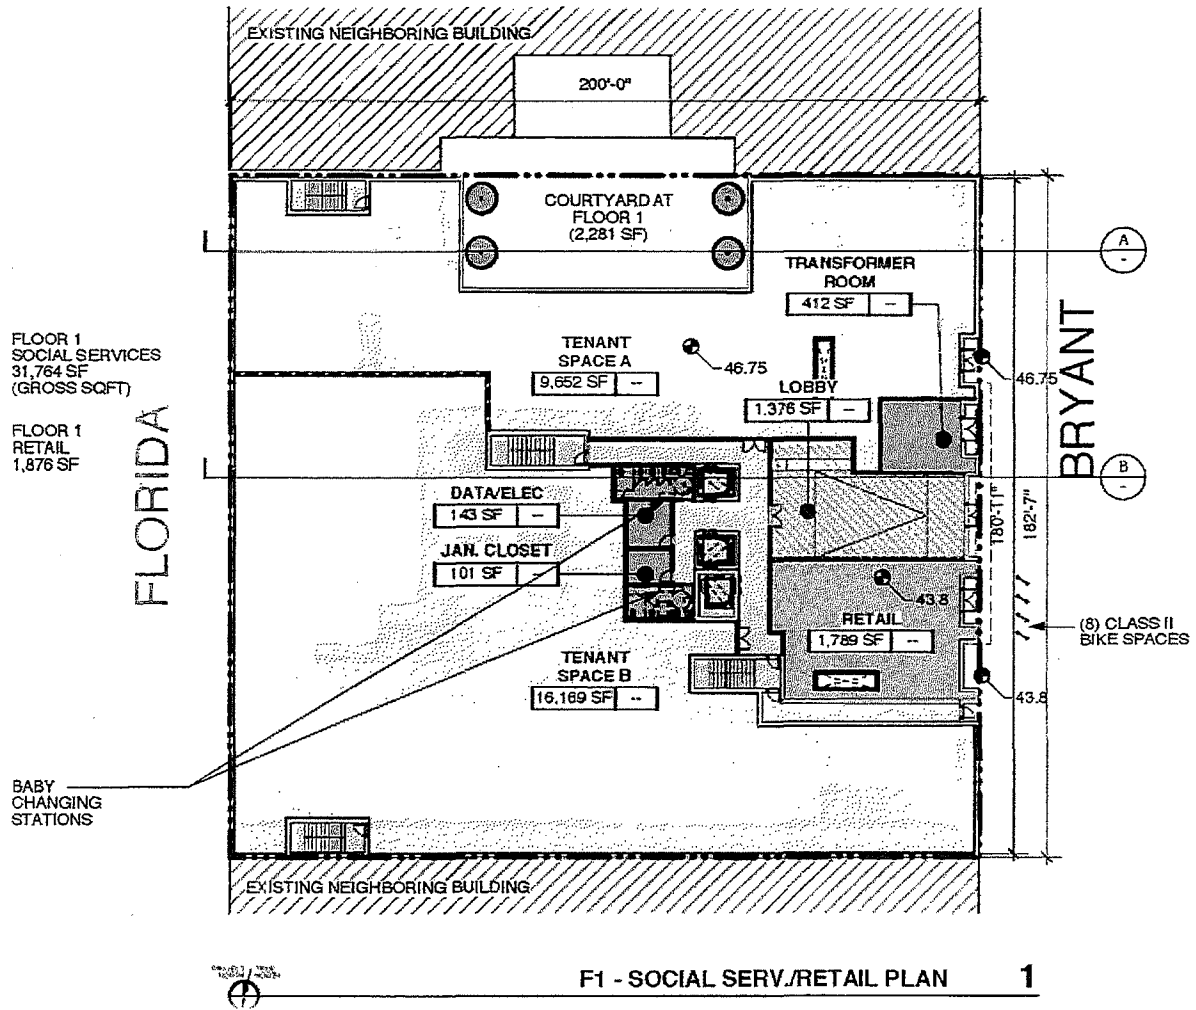 EXISTING NEIGHBORING BUILDING
200'-0"
COURTYARD AT
FLOOR 1
(2,281 SF)
A
-
TRANSFORMER
ROOM
412 SF --
FLOOR 1
SOCIAL SERVICES
31,764 SF
(GROSS SQFT)
TENANT
SPACE A
9,652 SF --
46.75
46.75
BRYANT
LOBBY
1,376 SF --
FLORIDA
FLOOR 1
RETAIL
1,876 SF
B
-
DATA/ELEC
143 SF --
180'-11"
182'-7"
JAN. CLOSET
101 SF --
43.8
RETAIL
1,789 SF --
(8) CLASS II
BIKE SPACES
TENANT
SPACE B
16,169 SF --
43.8
BABY
CHANGING
STATIONS
EXISTING NEIGHBORING BUILDING
F1 - SOCIAL SERV./RETAIL PLAN 1